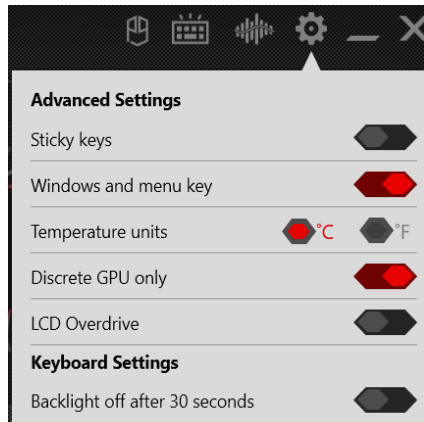 Advanced Settings
Sticky keys
Windows and menu key
Temperature units °C °F
Discrete GPU only
LCD Overdrive
Keyboard Settings
Backlight off after 30 seconds